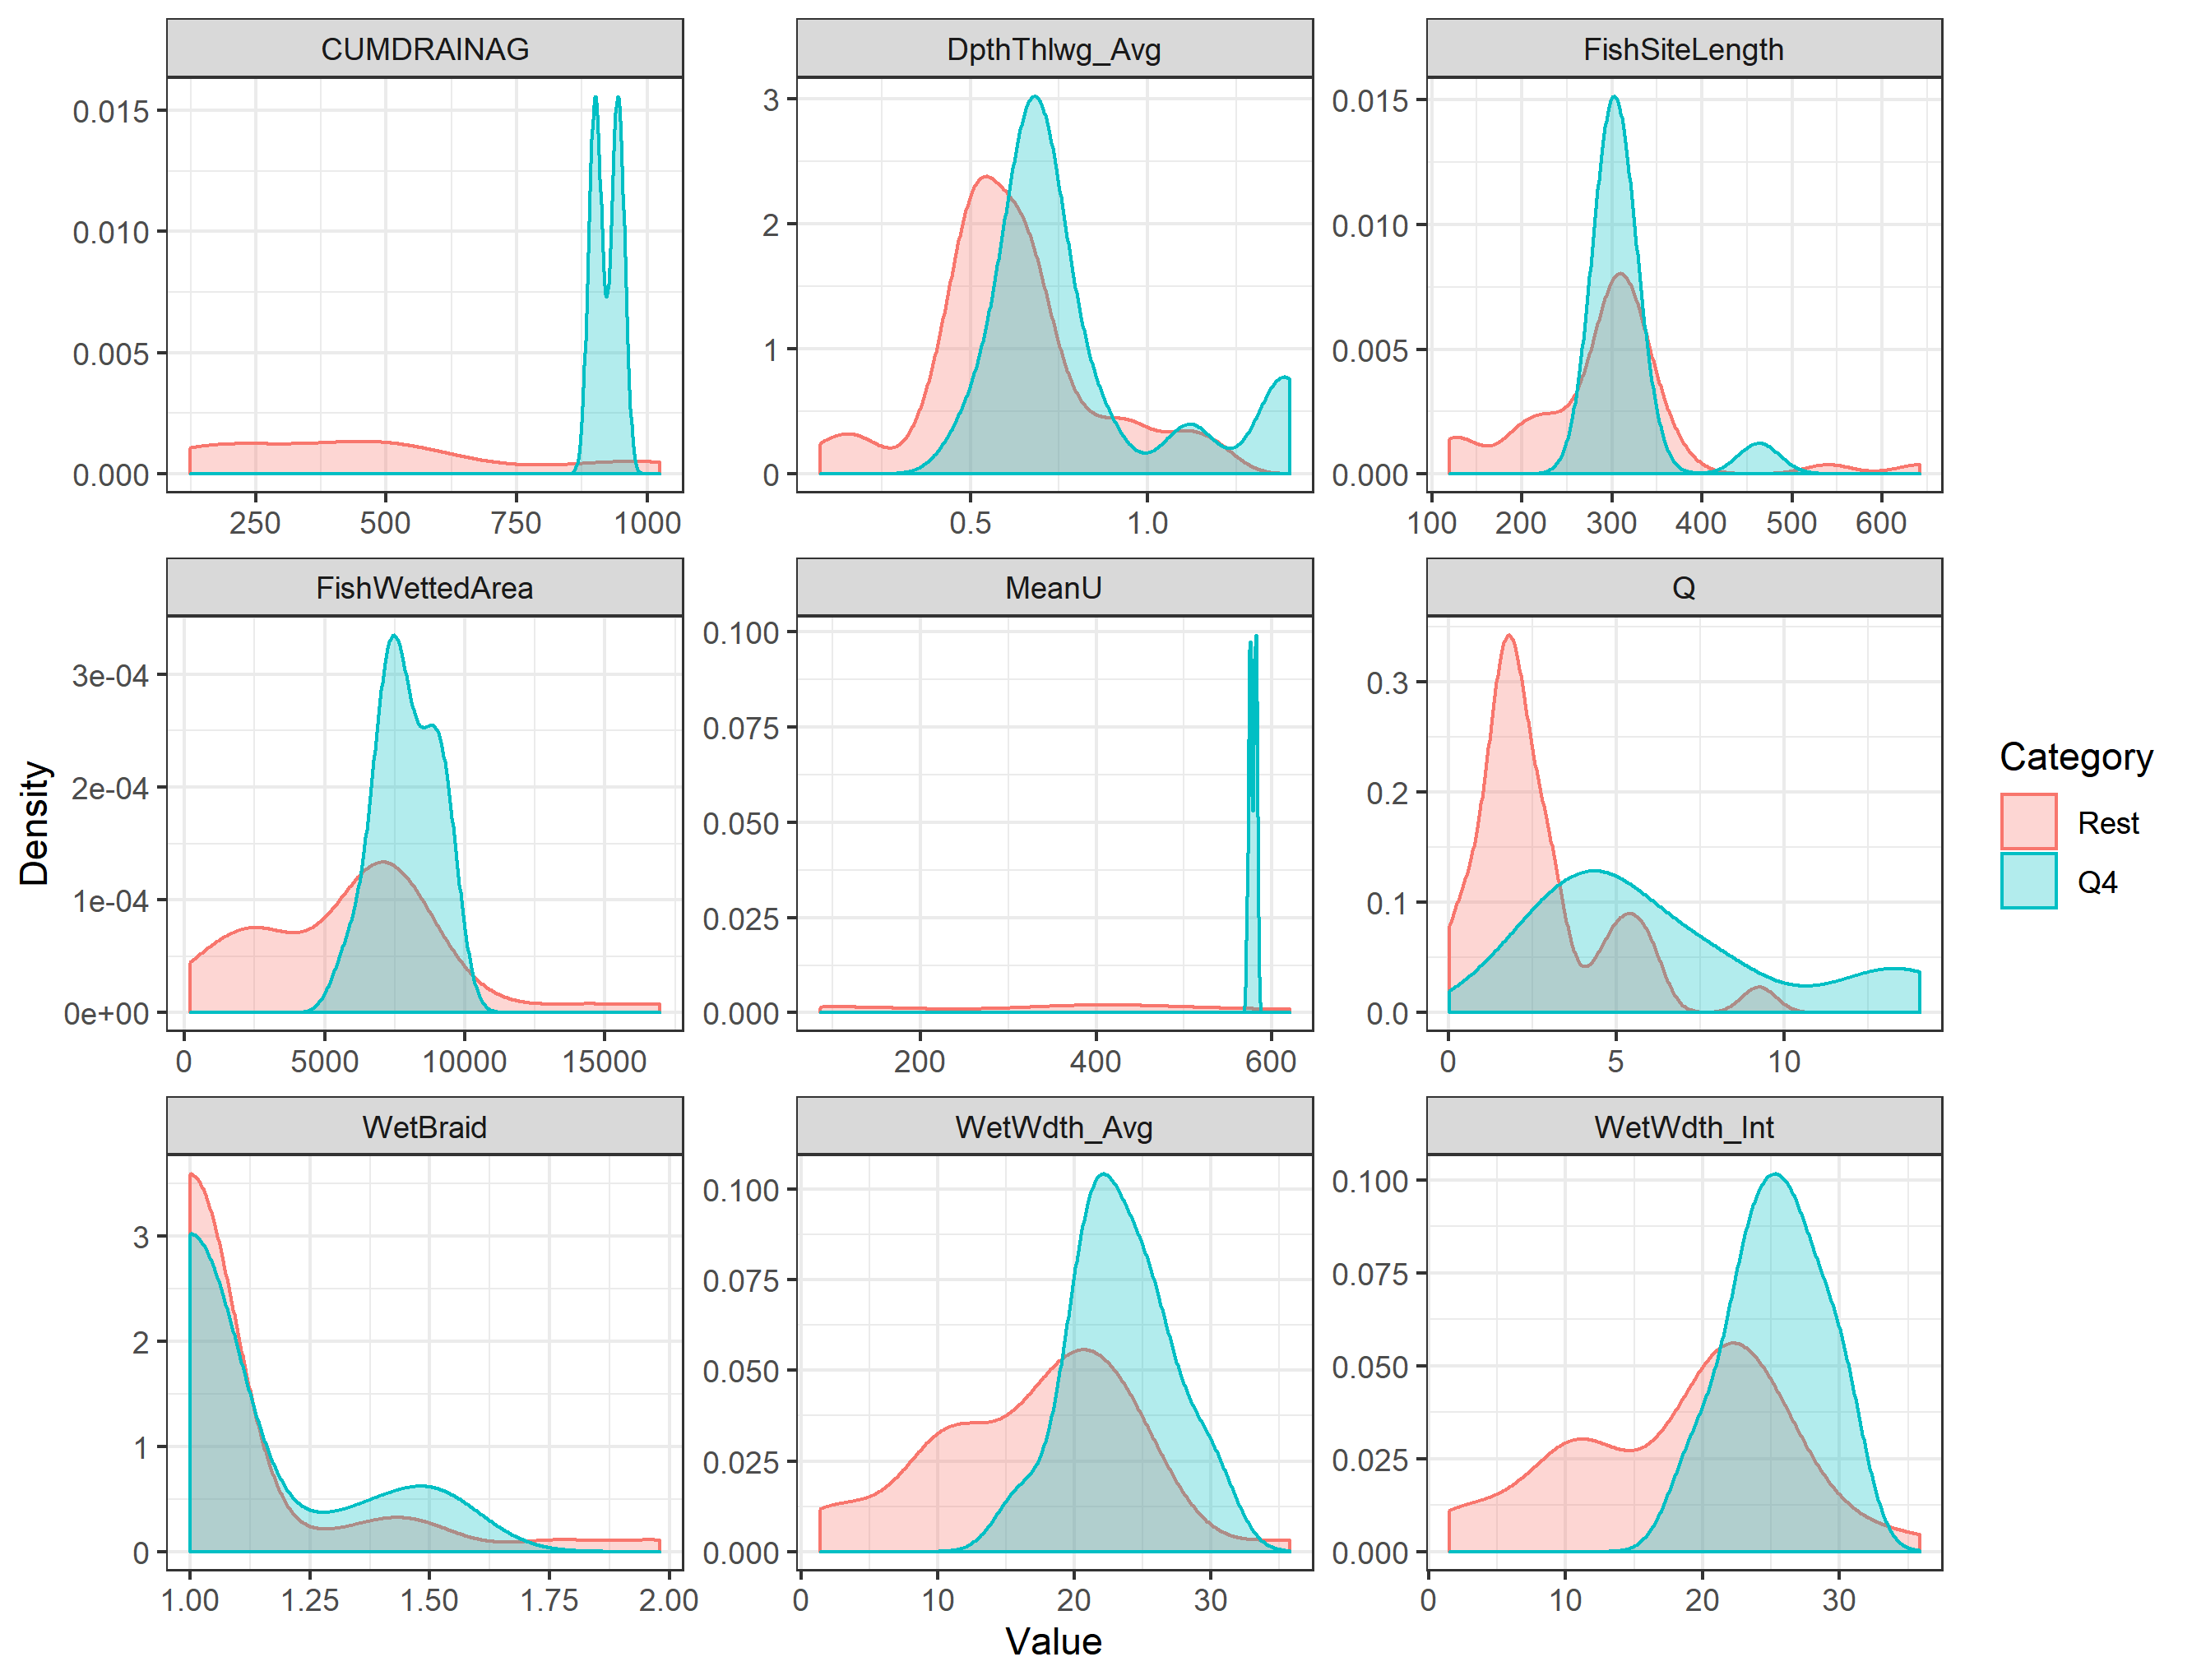 CUMDRAINAG
DpthThlwg_Avg
FishSiteLength
0.015
0.010
0.005
0.000
250 500 750 1000
3
2
1
0
0.5 1.0
0.015
0.010
0.005
0.000
100 200 300 400 500 600
FishWettedArea
MeanU
Q
3e-04
2e-04
1e-04
0e+00
0 5000 10000 15000
0.100
0.075
0.050
0.025
0.000
200 400 600
0.3
0.2
0.1
0.0
0 5 10
WetBraid
WetWdth_Avg
WetWdth_Int
3
2
1
0
1.00 1.25 1.50 1.75 2.00
0.100
0.075
0.050
0.025
0.000
0 10 20 30
0.100
0.075
0.050
0.025
0.000
0 10 20 30
Density
Value
Category
Rest
Q4